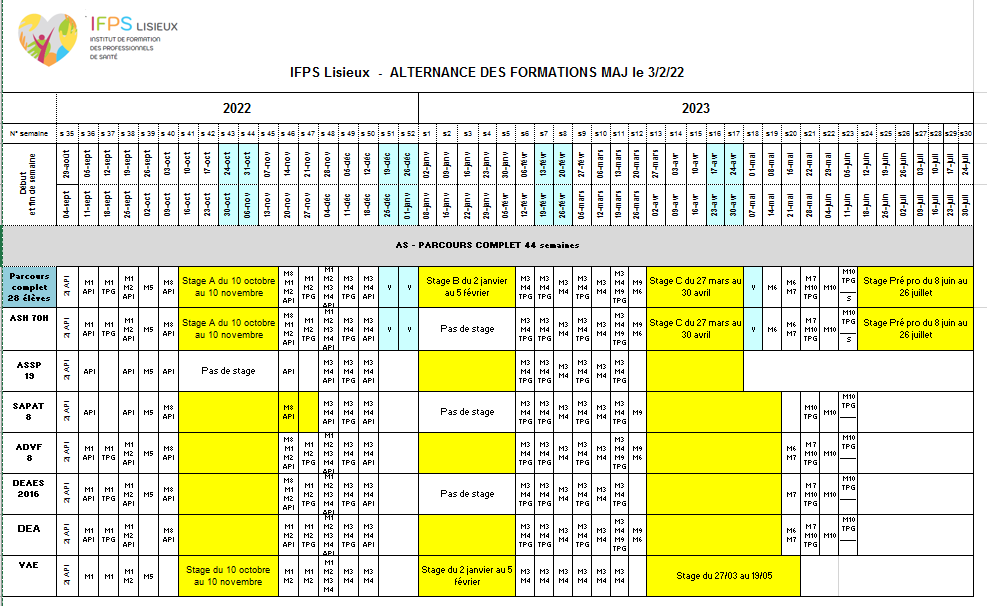 IFPS LISIEUX
INSTITUT DE FORMATION
DES PROFESSIONNELS
DE SANTÉ
IFPS Lisieux - ALTERNANCE DES FORMATIONS MAJ le 3/2/22
2022 2023
N° semaine s 35 s 36 s 37 s 38 s 39 s 40 s 41 s 42 s 43 s 44 s 45 s 46 s 47 s 48 s 49 s 50 s 51 s 52 s1 s2 s3 s4 s5 s6 s7 s8 s9 s10 s11 s12 s13 s14 s15 s16 s17 s18 s19 s20 s21 s22 s23 s24 s25 s26 s27 s28 s29 s30
Début
et fin de semaine
29-août 05-sept 12-sept 19-sept 26-sept 03-oct 10-oct 17-oct 24-oct 31-oct 07-nov 14-nov 21-nov 28-nov 05-déc 12-déc 19-déc 26-déc 02-janv 09-janv 16-janv 23-janv 30-janv 06-févr 13-févr 20-févr 27-févr 06-mars 13-mars 20-mars 27-mars 03-avr 10-avr 17-avr 24-avr 01-mai 08-mai 15-mai 22-mai 29-mai 05-juin 12-juin 19-juin 26-juin 03-juil 10-juil 17-juil 24-juil
04-sept 11-sept 18-sept 25-sept 02-oct 09-oct 16-oct 23-oct 30-oct 06-nov 13-nov 20-nov 27-nov 04-déc 11-déc 18-déc 25-déc 01-janv 08-janv 15-janv 22-janv 29-janv 05-févr 12-févr 19-févr 26-févr 05-mars 12-mars 19-mars 26-mars 02-avr 09-avr 16-avr 23-avr 30-avr 07-mai 14-mai 21-mai 28-mai 04-juin 11-juin 18-juin 25-juin 02-juil 09-juil 16-juil 23-juil 30-juil
AS - PARCOURS COMPLET 44 semaines
Parcours
complet
28 élèves
2j API M1 API M1 TPG M1 M2 API M5 M8 API
Stage A du 10 octobre
au 10 novembre
M8 M1 M2 API M1 M2 TPG M1 M2 M3 M4 API M3 M4 TPG M3 M4 API V V
Stage B du 2 janvier
au 5 février
M3 M4 TPG M3 M4 TPG M3 M4 M3 M4 TPG M3 M4 M3 M4 M9 TPG M9 M6
Stage C du 27 mars au
30 avril
V M6 M6 M7 M7 M10 TPG M10 M10 TPG S
Stage Pré pro du 8 juin au
26 juillet
ASH 70H
2j API M1 API M1 TPG M1 M2 API M5 M8 API
Stage A du 10 octobre
au 10 novembre
M8 M1 M2 API M1 M2 TPG M1 M2 M3 M4 API M3 M4 TPG M3 M4 API V V
Pas de stage
M3 M4 TPG M3 M4 TPG M3 M4 M3 M4 TPG M3 M4 M3 M4 M9 TPG M9 M6
Stage C du 27 mars au
30 avril
V M6 M6 M7 M7 M10 TPG M10 M10 TPG S
Stage Pré pro du 8 juin au
26 juillet
ASSP
19
2j API API API M5 API
Pas de stage
API M3 M4 API M3 M4 TPG M3 M4 API
M3 M4 TPG M3 M4 TPG M3 M4 M3 M4 TPG M3 M4 M3 M4 TPG
SAPAT
8
2j API API API M5 M8 API
M8 API M3 M4 API M3 M4 TPG M3 M4 API
Pas de stage
M3 M4 TPG M3 M4 TPG M3 M4 M3 M4 TPG M3 M4 M3 M4 TPG M9
M10 TPG M10 M10 TPG
ADVF
8
2j API M1 API M1 TPG M1 M2 API M5 M8 API
M8 M1 M2 API M1 M2 TPG M1 M2 M3 M4 API M3 M4 TPG M3 M4 API
M3 M4 TPG M3 M4 TPG M3 M4 M3 M4 TPG M3 M4 M3 M4 M9 TPG M9 M6
M6 M7 M7 M10 TPG M10 M10 TPG
DEAES
2016
2j API M1 API M1 TPG M1 M2 API M5 M8 API
M8 M1 M2 API M1 M2 TPG M1 M2 M3 M4 API M3 M4 TPG M3 M4 API
Pas de stage
M3 M4 TPG M3 M4 TPG M3 M4 M3 M4 TPG M3 M4 M3 M4 TPG
M7 M7 M10 TPG M10 M10 TPG
DEA
2j API M1 API M1 TPG M1 M2 API M8 API
M1 M2 API M1 M2 TPG M1 M2 M3 M4 API M3 M4 TPG M3 M4 API
M3 M4 TPG M3 M4 TPG M3 M4 M3 M4 TPG M3 M4 M3 M4 M9 TPG M9 M6
M6 M7 M7 M10 TPG M10 M10 TPG
VAE
2j API M1 M1 M1 M2 M5
Stage du 10 octobre
au 10 novembre
M1 M2 M1 M2 M1 M2 M3 M4 M3 M4 M3 M4
Stage du 2 janvier au 5
février
M3 M4 M3 M4 M3 M4 M3 M4 M3 M4 M3 M4
Stage du 27/03 au 19/05